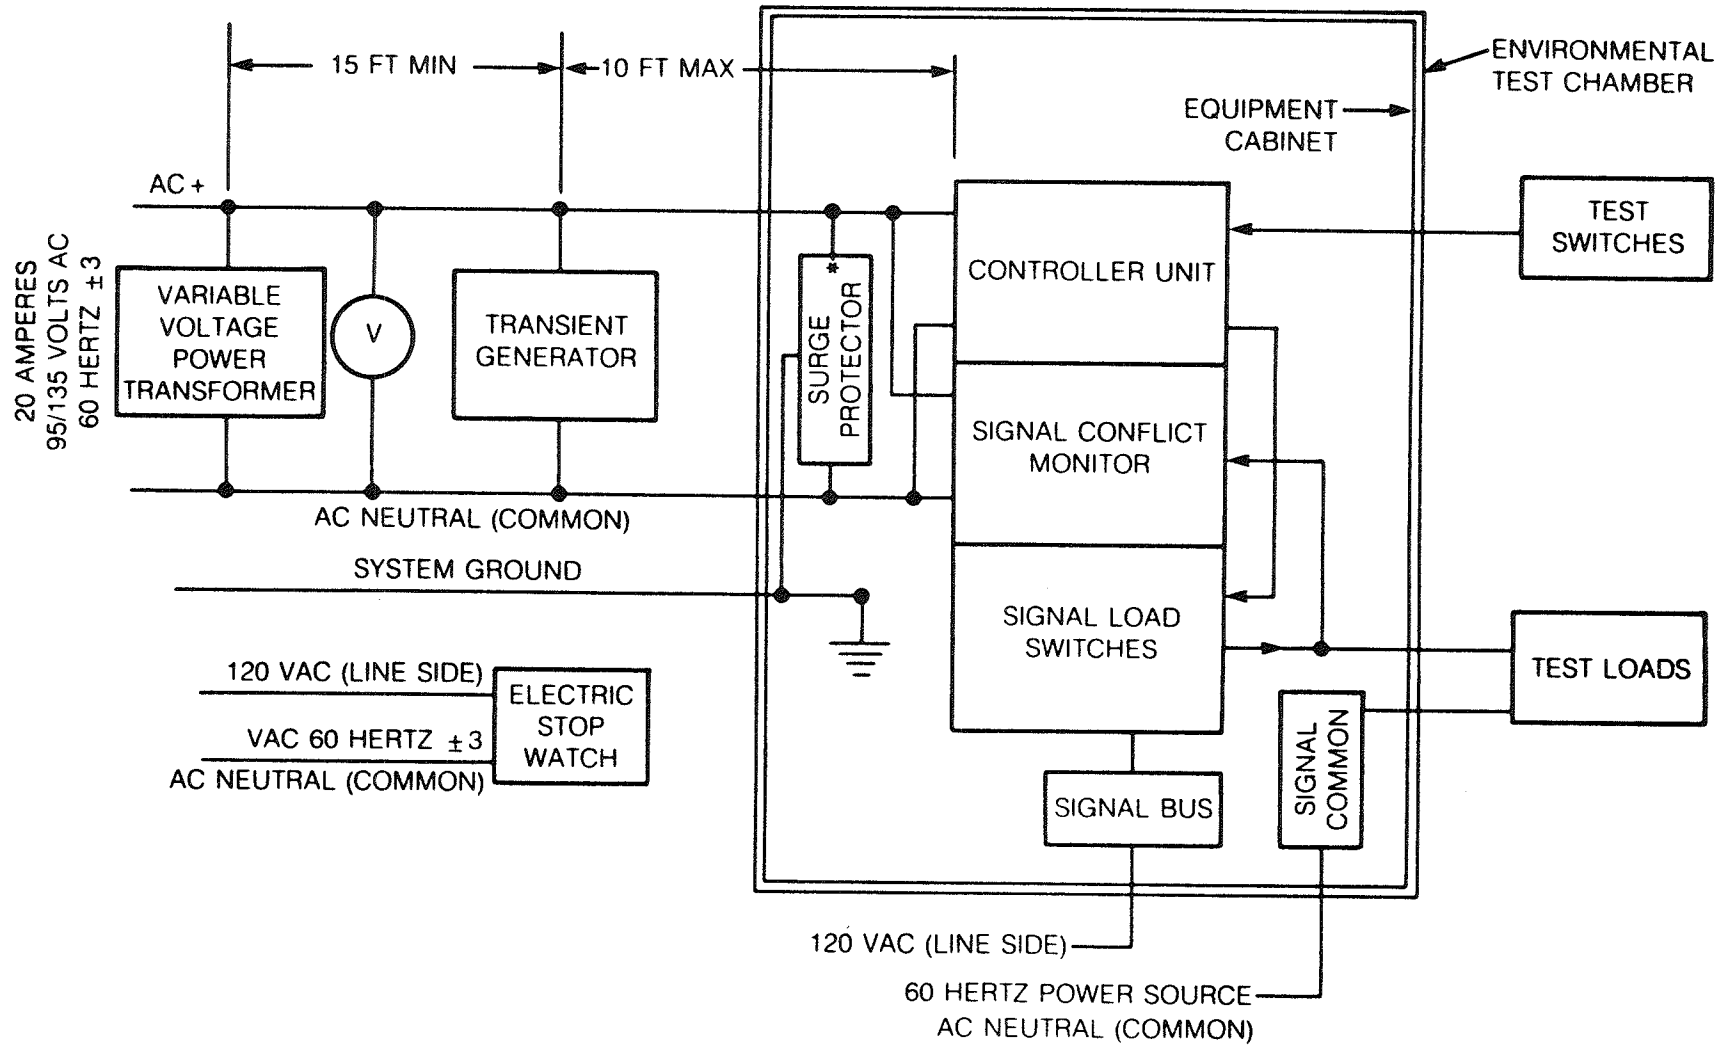 15 FT MIN
10 FT MAX
ENVIRONMENTAL
TEST CHAMBER
EQUIPMENT
CABINET
AC +
20 AMPERES
95/135 VOLTS AC
60 HERTZ ±3
VARIABLE
VOLTAGE
POWER
TRANSFORMER
V
TRANSIENT
GENERATOR
*
SURGE
PROTECTOR
CONTROLLER UNIT
SIGNAL CONFLICT
MONITOR
SIGNAL LOAD
SWITCHES
TEST
SWITCHES
AC NEUTRAL (COMMON)
SYSTEM GROUND
120 VAC (LINE SIDE)
VAC 60 HERTZ ±3
AC NEUTRAL (COMMON)
ELECTRIC
STOP
WATCH
TEST LOADS
SIGNAL BUS
SIGNAL
COMMON
120 VAC (LINE SIDE)
60 HERTZ POWER SOURCE
AC NEUTRAL (COMMON)